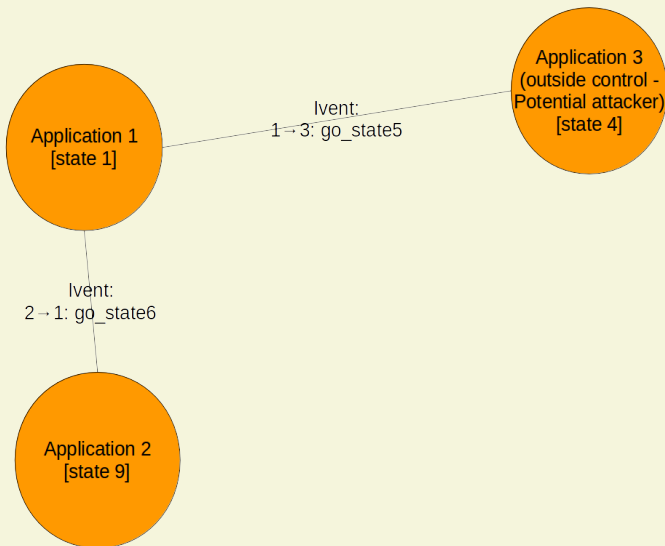 Application 1
[state 1]
Ivent:
1→3: go_state5
Application 3
(outside control -
Potential attacker)
[state 4]
Ivent:
2→1: go_state6
Application 2
[state 9]